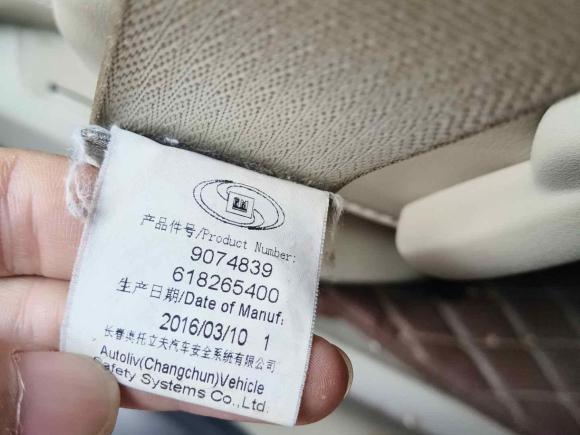 产品件号/Product Number:
9074839
618265400
生产日期/Date of Manuf:
2016/03/10 1
长春奥托立夫汽车安全系统有限公司
Autoliv(Changchun)Vehicle
Safety Systems Co.,Ltd.